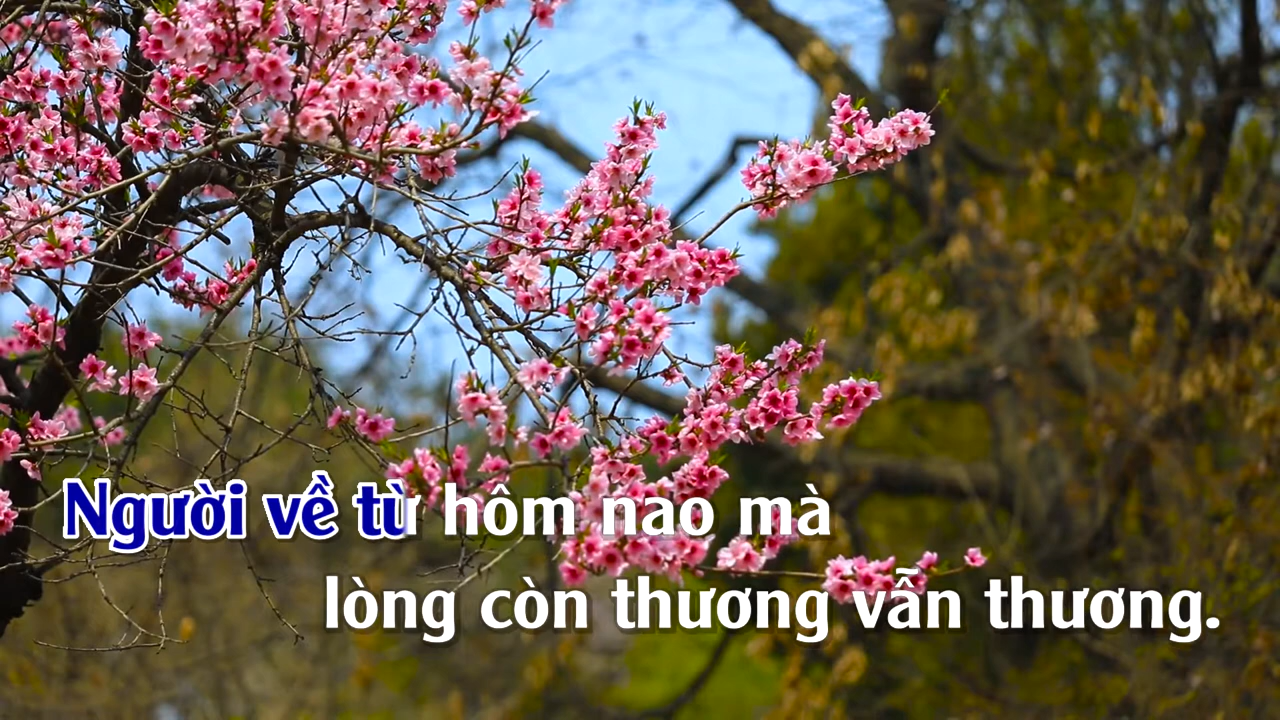 Người về từ hôm nao mà
lòng còn thương vẫn thương.